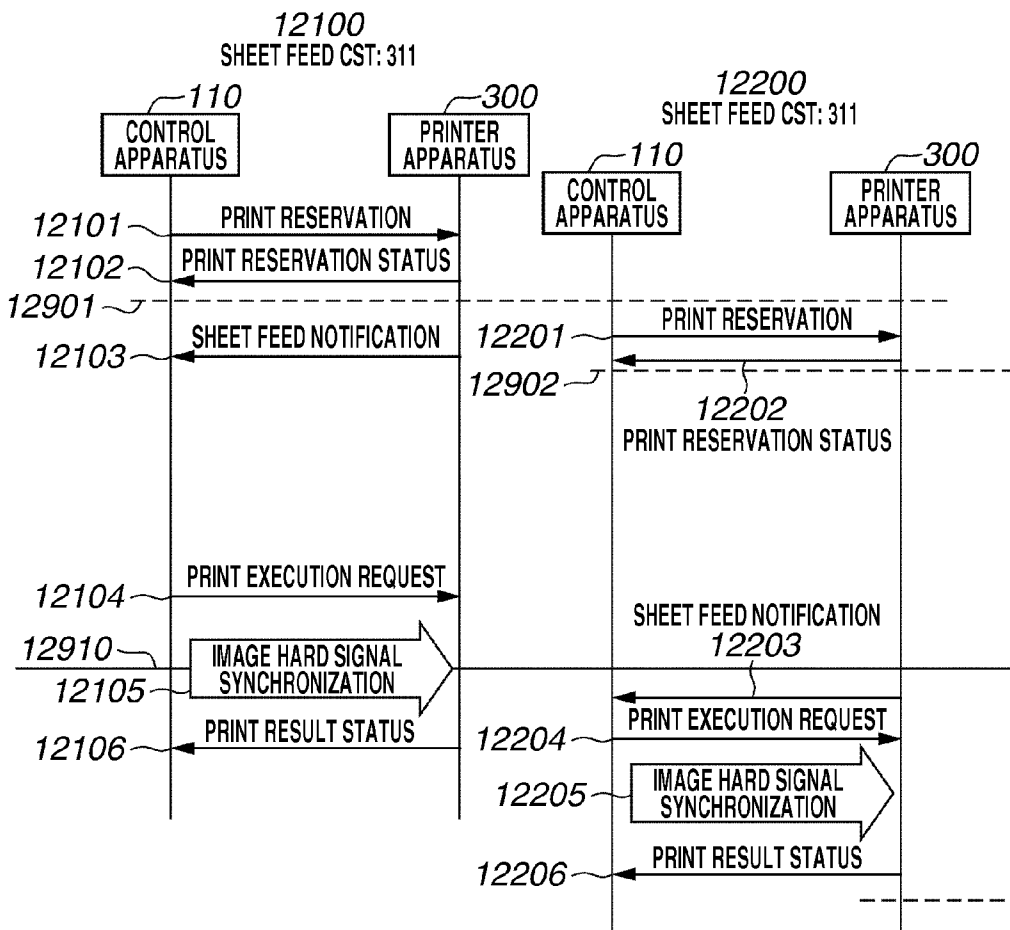 12100
SHEET FEED CST: 311
110
CONTROL
APPARATUS
300
PRINTER
APPARATUS
12200
SHEET FEED CST: 311
110
CONTROL
APPARATUS
300
PRINTER
APPARATUS
12101
PRINT RESERVATION
12102
PRINT RESERVATION STATUS
12901
12103
SHEET FEED NOTIFICATION
12201
PRINT RESERVATION
12902
12202
PRINT RESERVATION STATUS
12104
PRINT EXECUTION REQUEST
12910
12105
IMAGE HARD SIGNAL
SYNCHRONIZATION
12106
PRINT RESULT STATUS
SHEET FEED NOTIFICATION
12203
12204
PRINT EXECUTION REQUEST
12205
IMAGE HARD SIGNAL
SYNCHRONIZATION
12206
PRINT RESULT STATUS